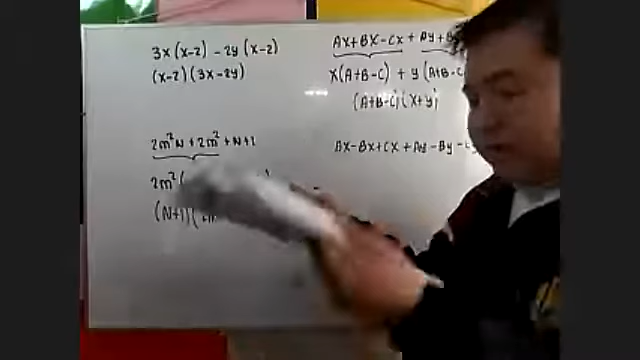 3x(x-2) - 2y(x-2)
(x-2)(3x-2y)
2m²N + 2m² + N + 1
2m²(
(N+1)(
Ax+Bx-Cx + Ay + B
x(A+B-C) + y(A+B-C
(A+B-C)(x+y)
Ax-Bx+Cx + Ay - By -